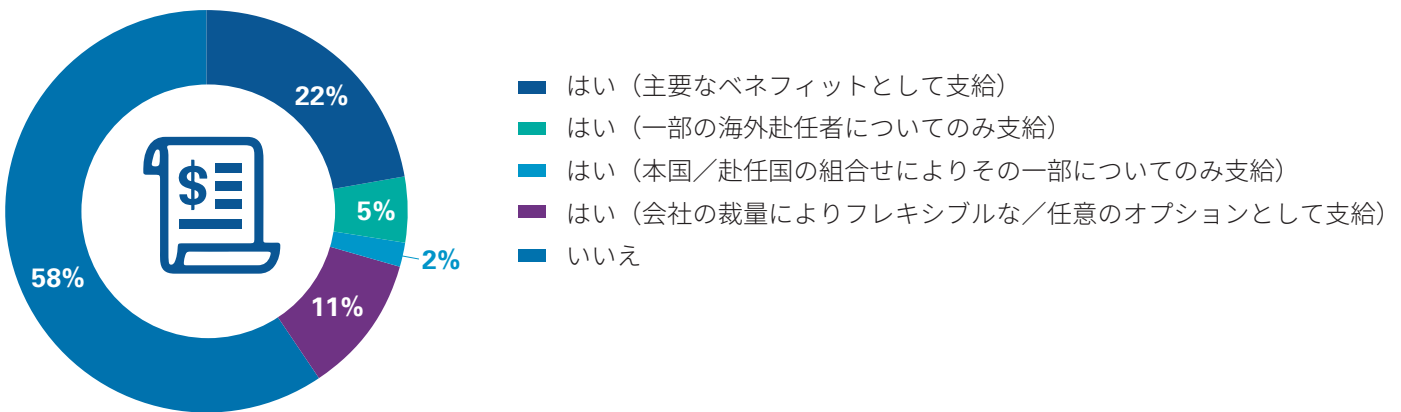 22%
5%
2%
11%
58%
$
はい（主要なベネフィットとして支給）
はい（一部の海外赴任者についてのみ支給）
はい（本国／赴任国の組合せによりその一部についてのみ支給）
はい（会社の裁量によりフレキシブルな／任意のオプションとして支給）
いいえ